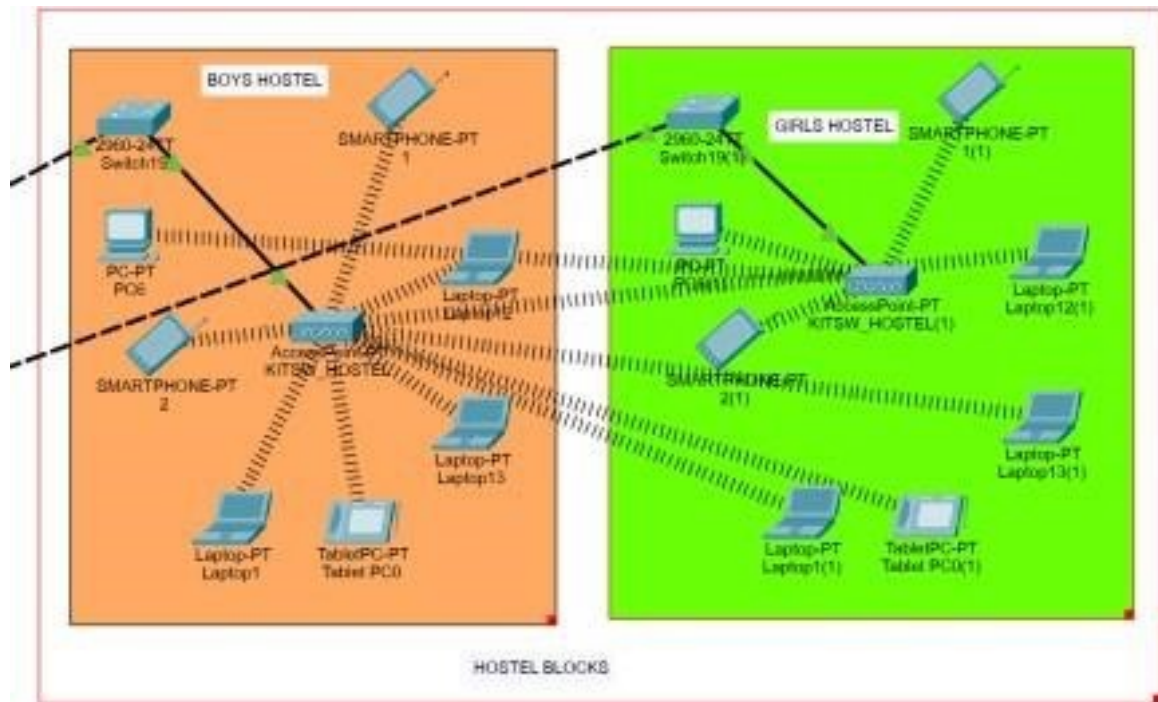 BOYS HOSTEL
2960-24TT
SMARTPHONE-PT
1
PC-PT
PC6
Laptop-PT
Laptop12
SMARTPHONE-PT
2
KITSW_HOSTEL
Laptop-PT
Laptop13
Laptop-PT
Laptop1
TabletPC-PT
Tablet PC0
GIRLS HOSTEL
2960-24TT
Switch19(1)
SMARTPHONE-PT
1(1)
PC-PT
AccessPoint-PT
KITSW_HOSTEL(1)
Laptop-PT
Laptop12(1)
SMARTPHONE-PT
2(1)
Laptop-PT
Laptop13(1)
Laptop-PT
Laptop1(1)
TabletPC-PT
Tablet PC0(1)
HOSTEL BLOCKS